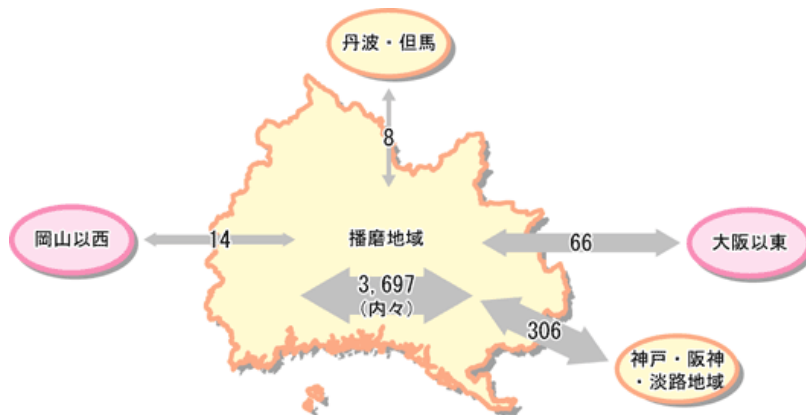 丹波・但馬
8
岡山以西
14
播磨地域
66
大阪以東
3,697
(内々)
306
神戸・阪神
・淡路地域